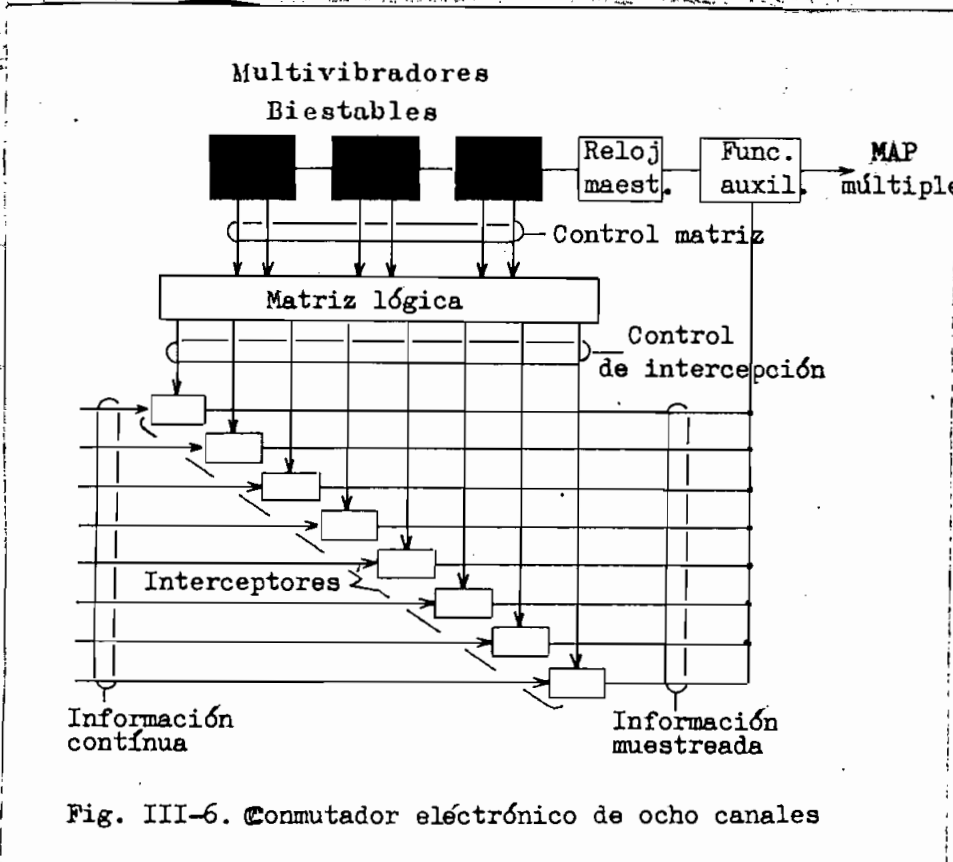 Multivibradores
Biestables
Reloj
maest.
Func.
auxil.
MAP
múltiple
Control matriz
Matriz lógica
Control
de intercepción
Interceptores
Información
contínua
Información
muestreada
Fig. III-6. Conmutador eléctrónico de ocho canales